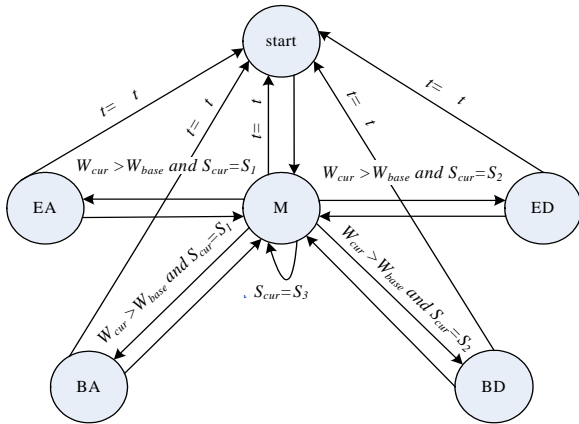 start
t= t
t= t
t= t
t= t
t= t
W_cur >W_base and S_cur=S_1
W_cur >W_base and S_cur=S_2
EA
M
ED
W_cur >W_base and S_cur=S_1
W_cur >W_base and S_cur=S_2
S_cur=S_3
BA
BD